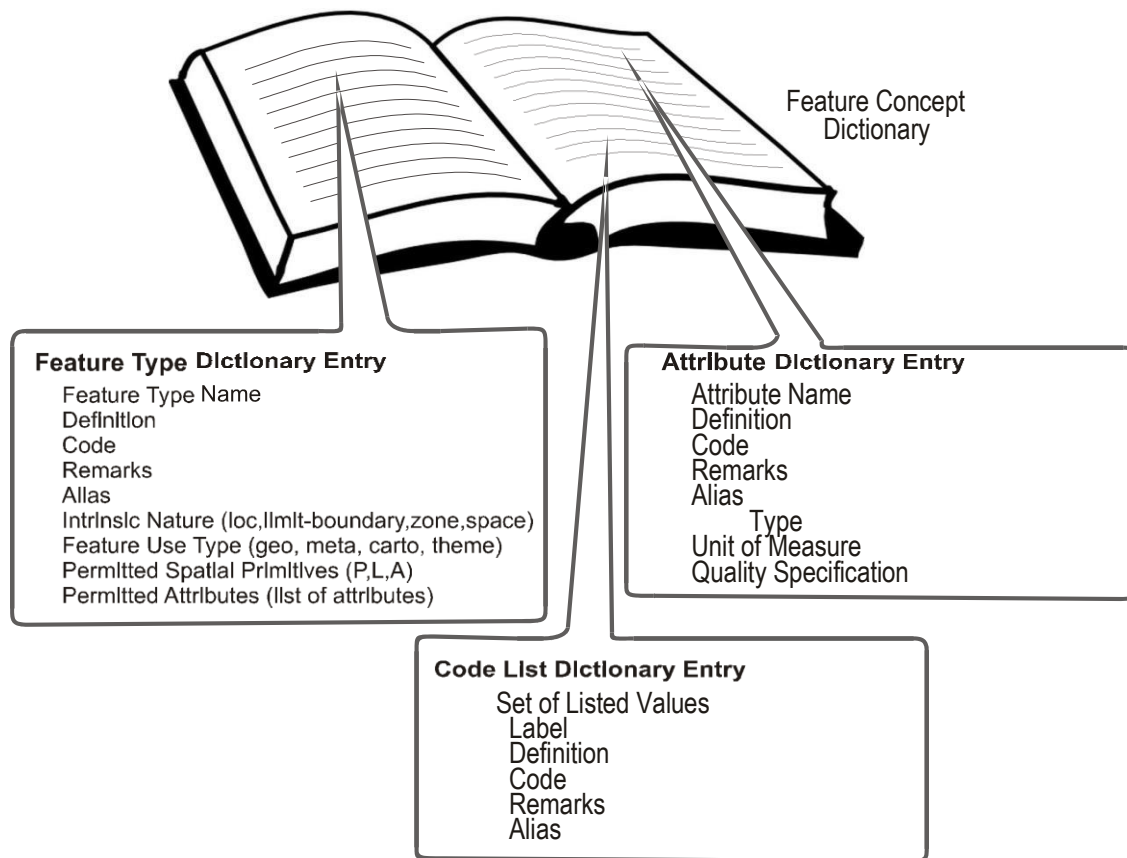 Feature Concept
Dictionary
Feature Type Dictionary Entry
Feature Type Name
Definition
Code
Remarks
Alias
Intrinsic Nature (loc,limit-boundary,zone,space)
Feature Use Type (geo, meta, carto, theme)
Permitted Spatial Primitives (P,L,A)
Permitted Attributes (list of attributes)
Attribute Dictionary Entry
Attribute Name
Definition
Code
Remarks
Alias
Type
Unit of Measure
Quality Specification
Code List Dictionary Entry
Set of Listed Values
Label
Definition
Code
Remarks
Alias